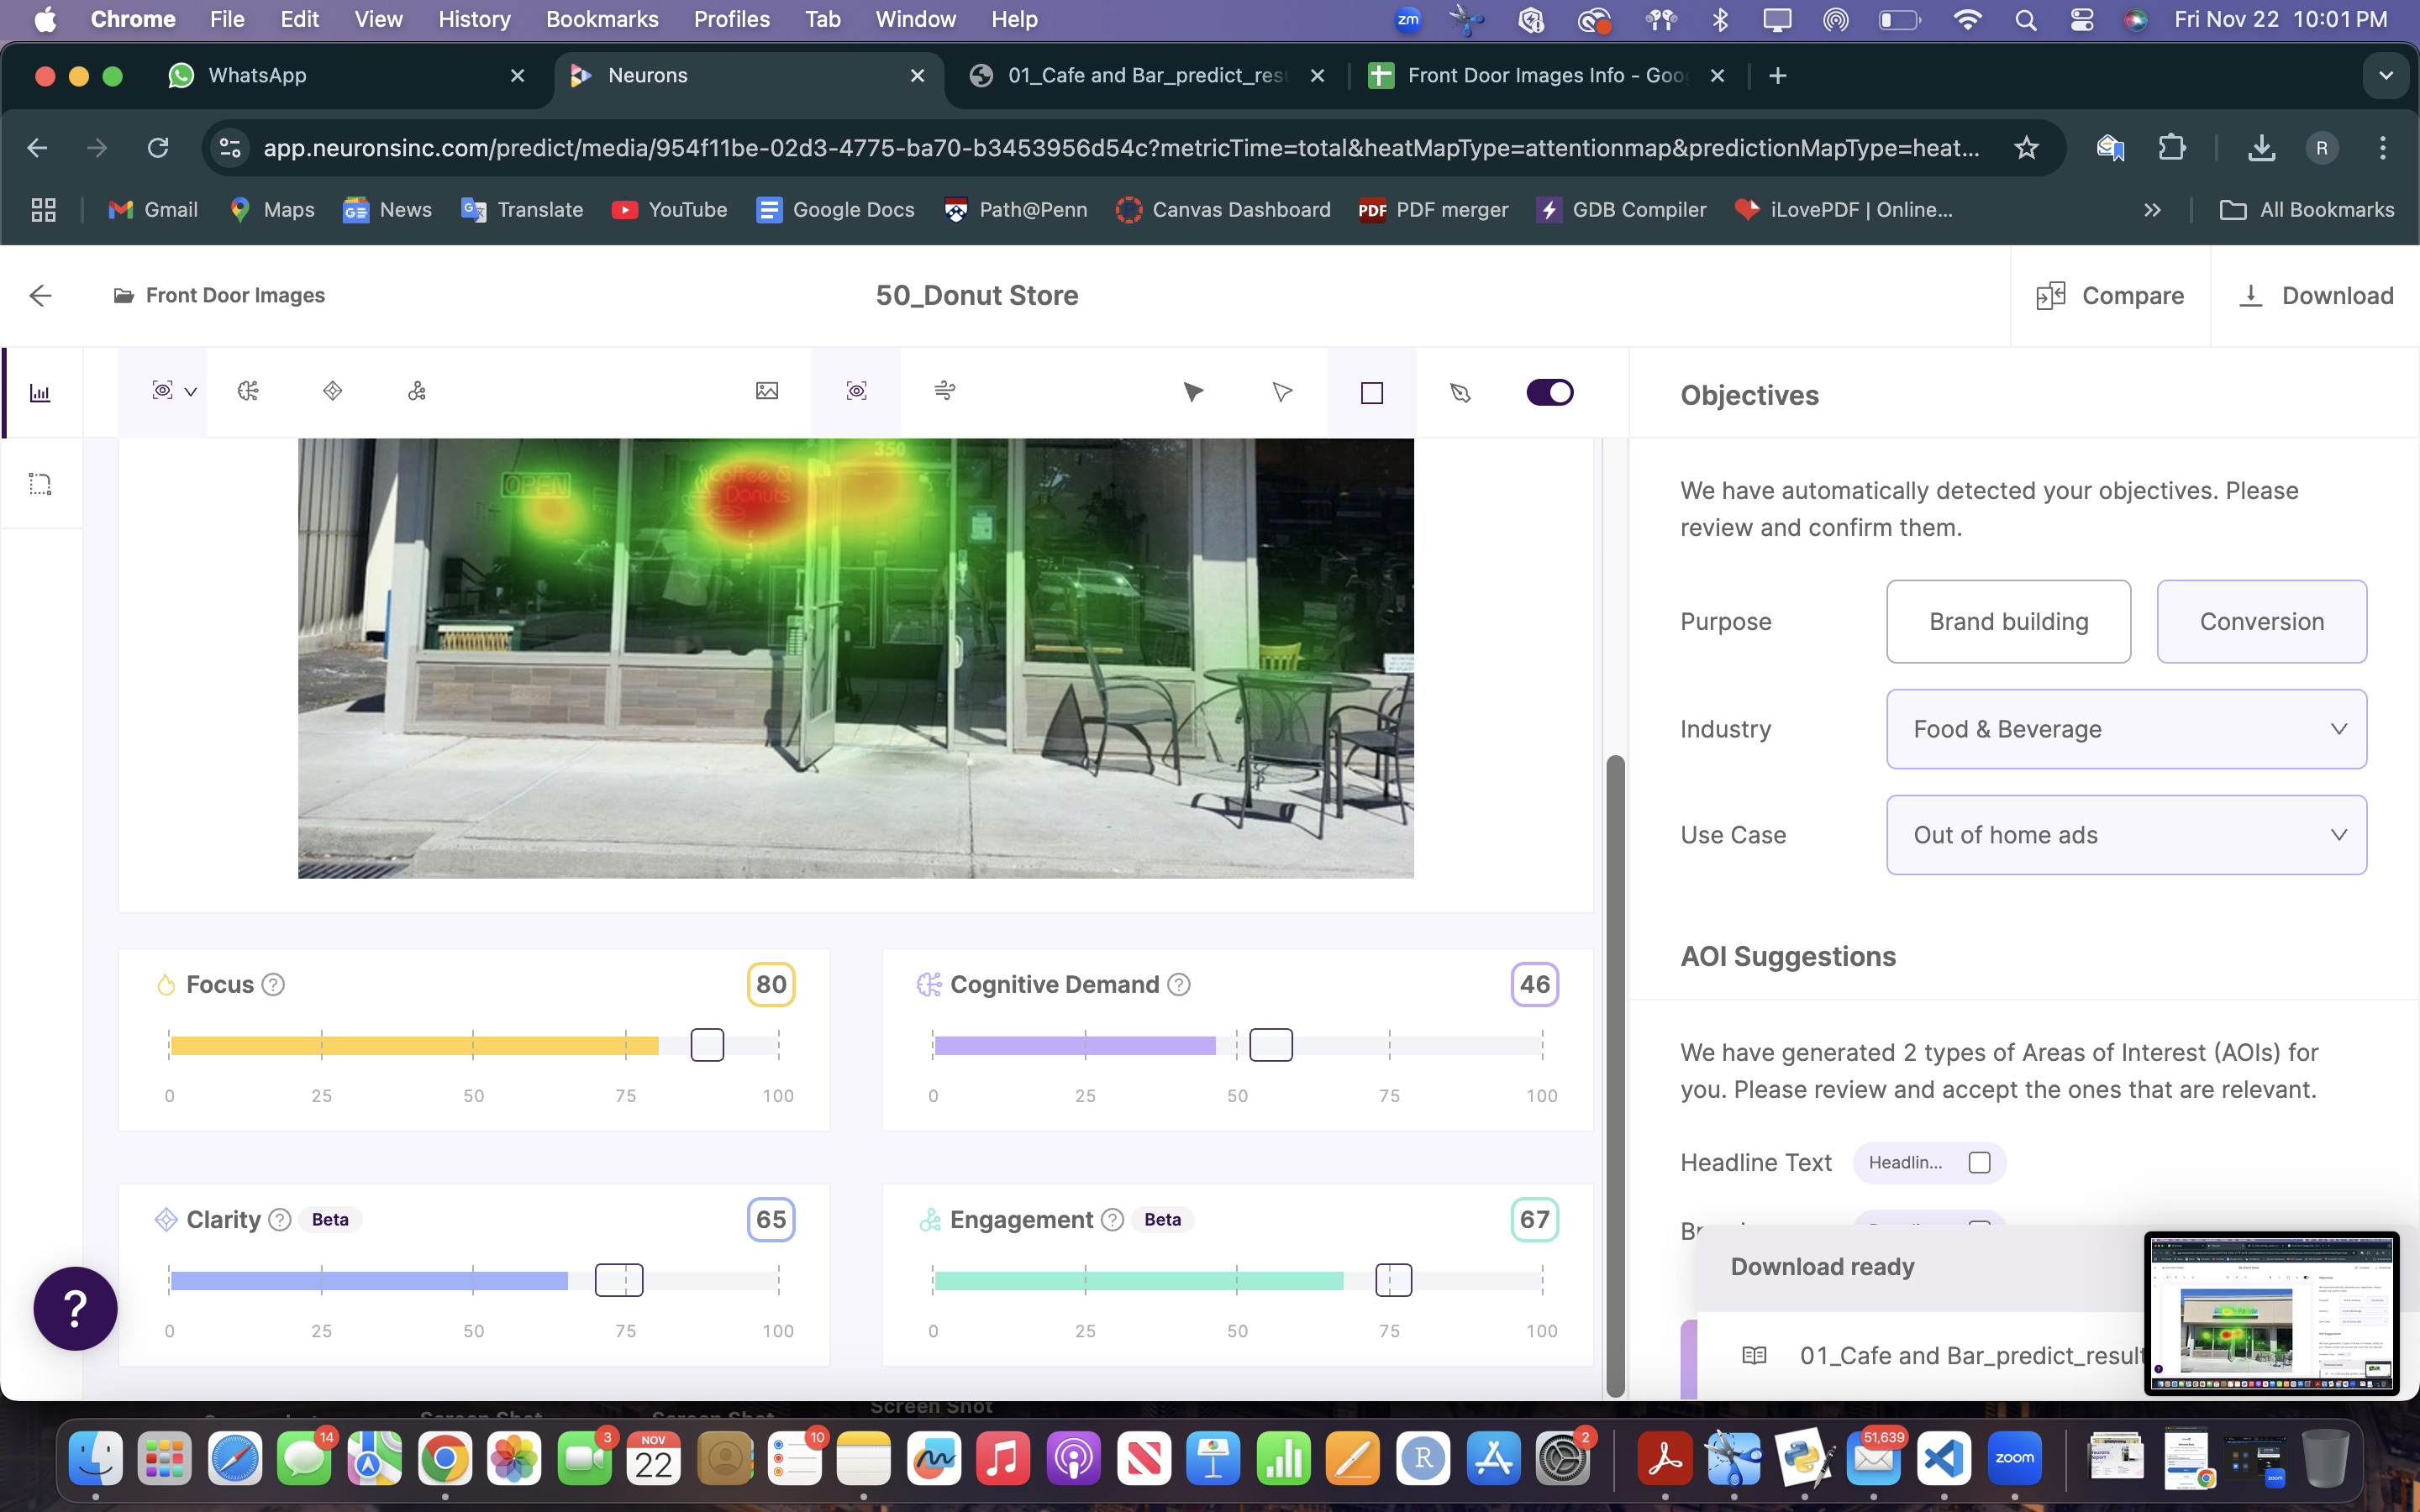 Chrome File Edit View History Bookmarks Profiles Tab Window Help zm Fri Nov 22 10:01 PM
WhatsApp Neurons 01_Cafe and Bar_predict_resu Front Door Images Info - Goo
app.neuronsinc.com/predict/media/954f11be-02d3-4775-ba70-b3453956d54c?metricTime=total&heatMapType=attentionmap&predictionMapType=heat... R
Gmail Maps News Translate YouTube Google Docs Path@Penn Canvas Dashboard PDF PDF merger GDB Compiler iLovePDF | Online... All Bookmarks
Front Door Images 50_Donut Store Compare Download
Objectives
350
OPEN
Coffee &
Donuts
We have automatically detected your objectives. Please
review and confirm them.
Purpose Brand building Conversion
Industry Food & Beverage
Use Case Out of home ads
Focus ? 80
0 25 50 75 100
Cognitive Demand ? 46
0 25 50 75 100
Clarity ? Beta 65
0 25 50 75 100
Engagement ? Beta 67
0 25 50 75 100
AOI Suggestions
We have generated 2 types of Areas of Interest (AOIs) for
you. Please review and accept the ones that are relevant.
Headline Text Headlin...
Download ready
01_Cafe and Bar_predict_result
?
Screen Shot
14 3 NOV 22 10 2 51,639 zoom